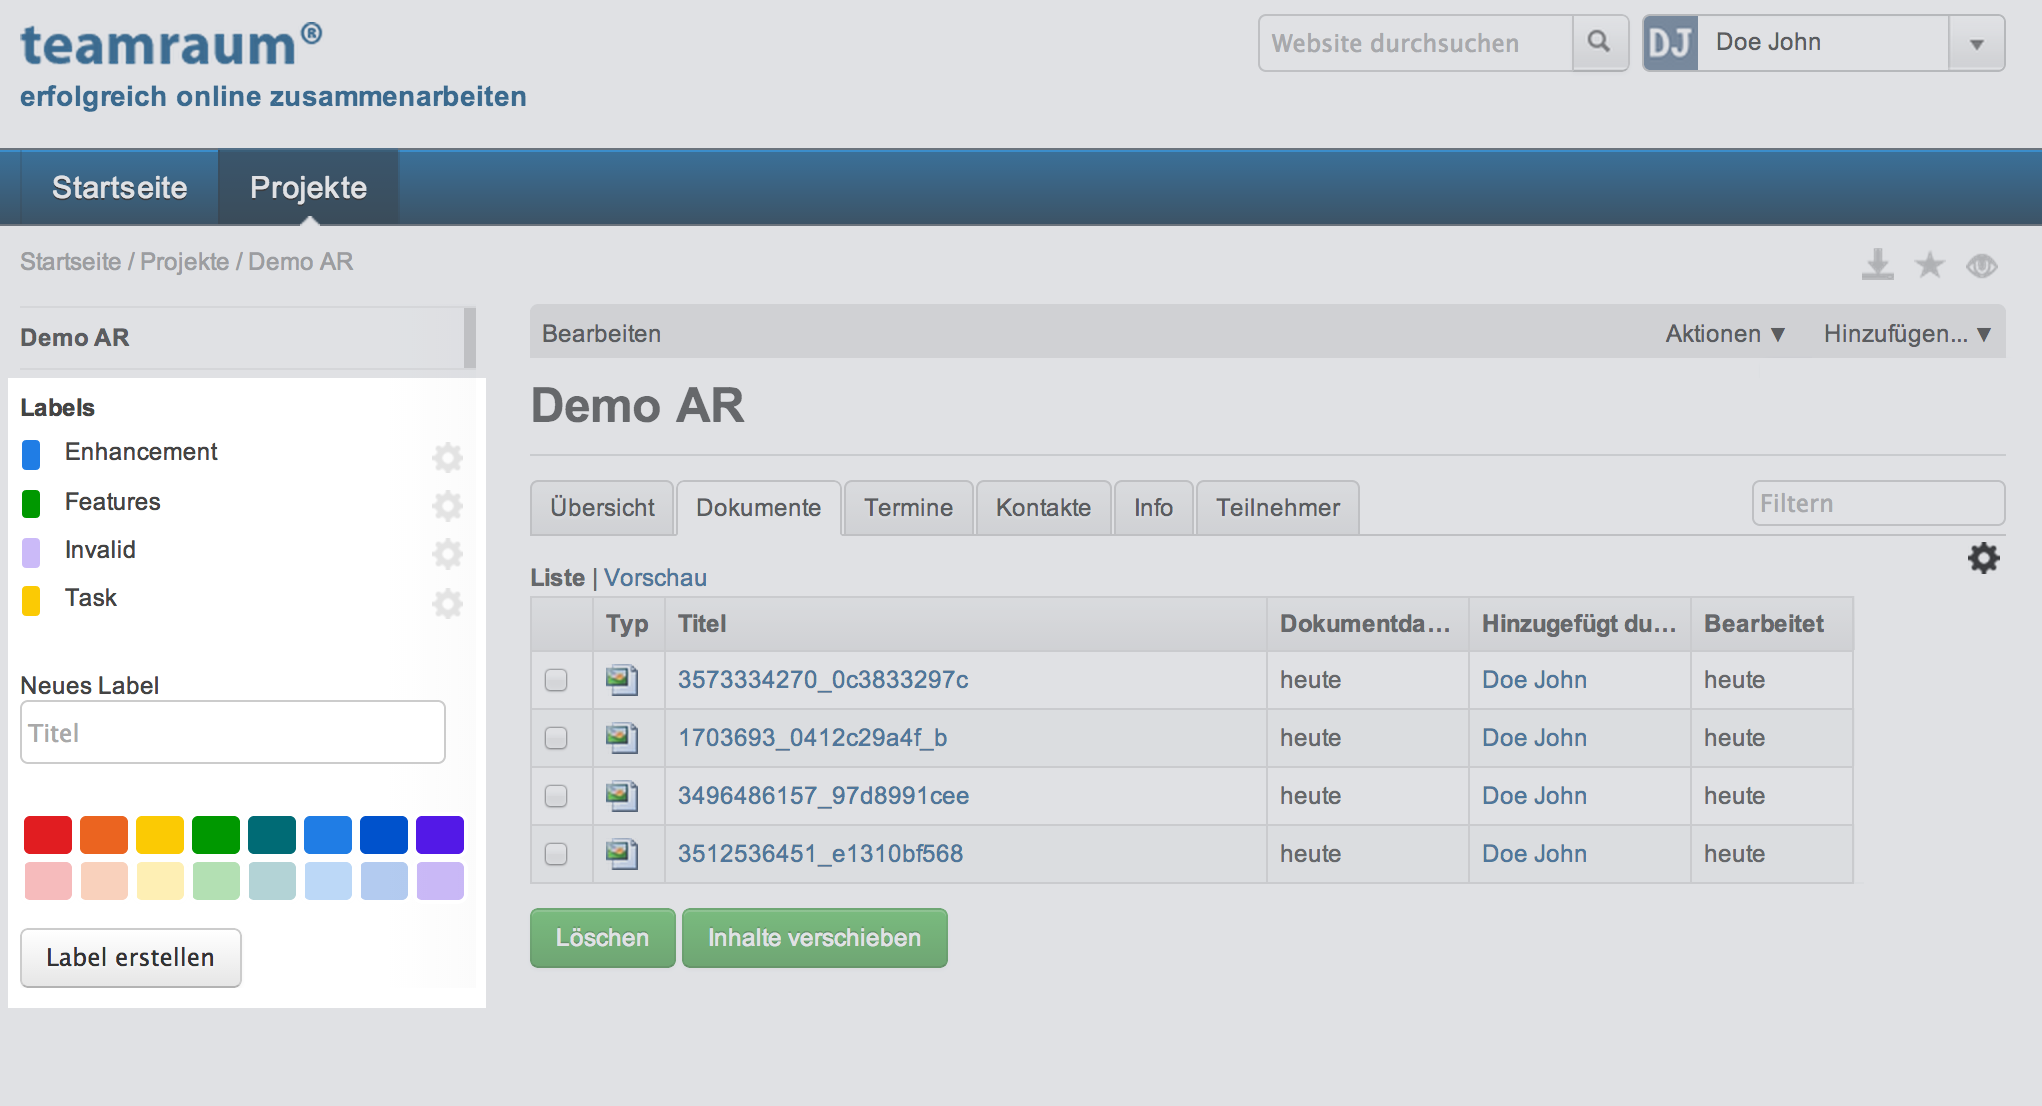 teamraum®
erfolgreich online zusammenarbeiten
Website durchsuchen
DJ Doe John
Startseite Projekte
Startseite / Projekte / Demo AR
Demo AR
Labels
Enhancement
Features
Invalid
Task
Neues Label
Titel
Label erstellen
Bearbeiten Aktionen ▼ Hinzufügen... ▼
Demo AR
Übersicht Dokumente Termine Kontakte Info Teilnehmer Filtern
Liste | Vorschau
Typ Titel Dokumentda... Hinzugefügt du... Bearbeitet
3573334270_0c3833297c heute Doe John heute
1703693_0412c29a4f_b heute Doe John heute
3496486157_97d8991cee heute Doe John heute
3512536451_e1310bf568 heute Doe John heute
Löschen Inhalte verschieben